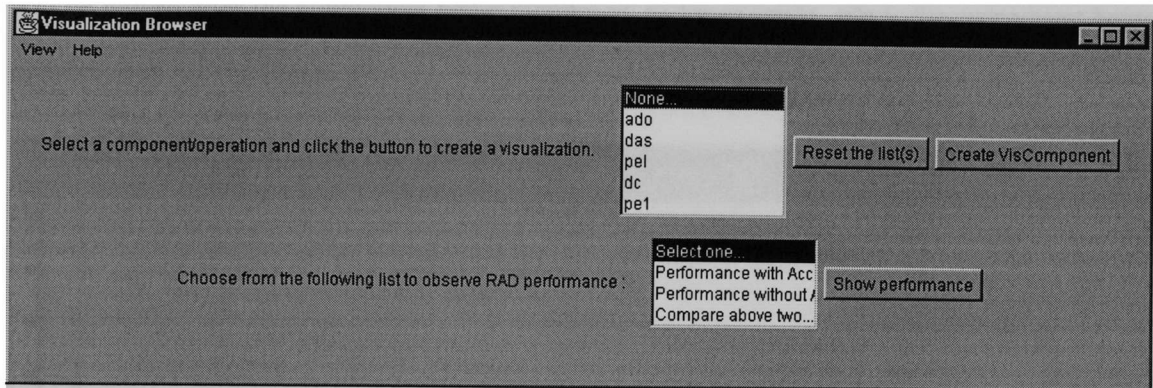 Visualization Browser
View Help
None...
ado
das
Select a component/operation and click the button to create a visualization.
pel
dc
pe1
Reset the list(s)
Create VisComponent
Select one...
Performance with Acc
Choose from the following list to observe RAD performance :
Performance without A
Compare above two...
Show performance